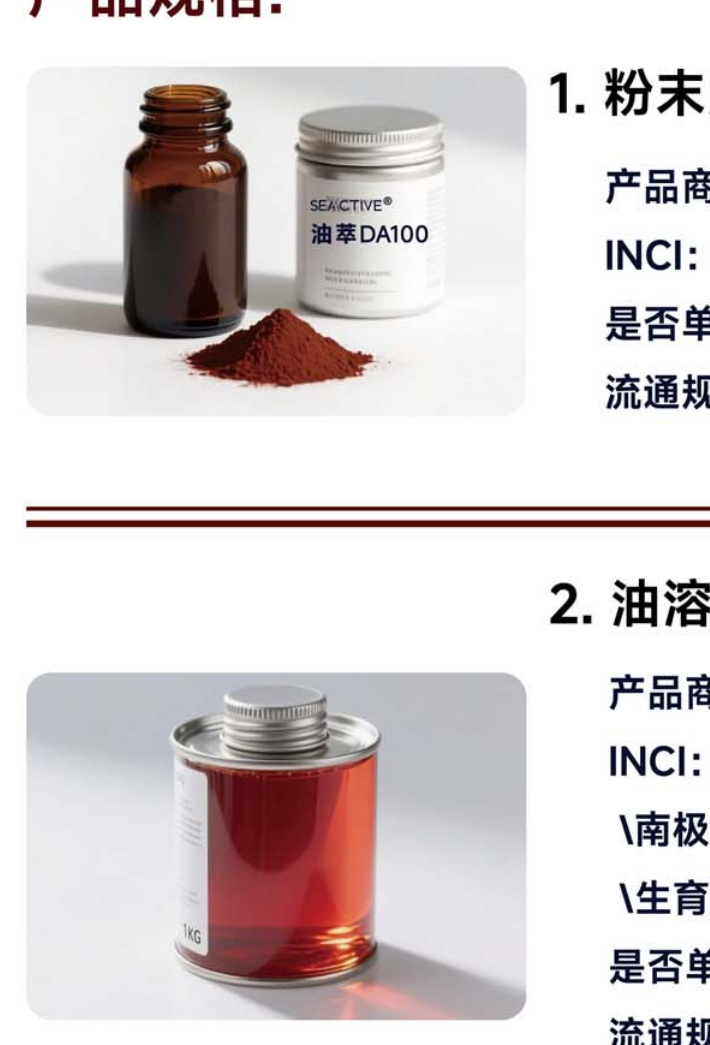 产品规格:
1. 粉末
SEACTIVE®
油萃DA100
产品商
INCI:
是否单
流通规
2. 油溶
产品商
INCI:
\南极
\生育
是否单
流通规
1KG